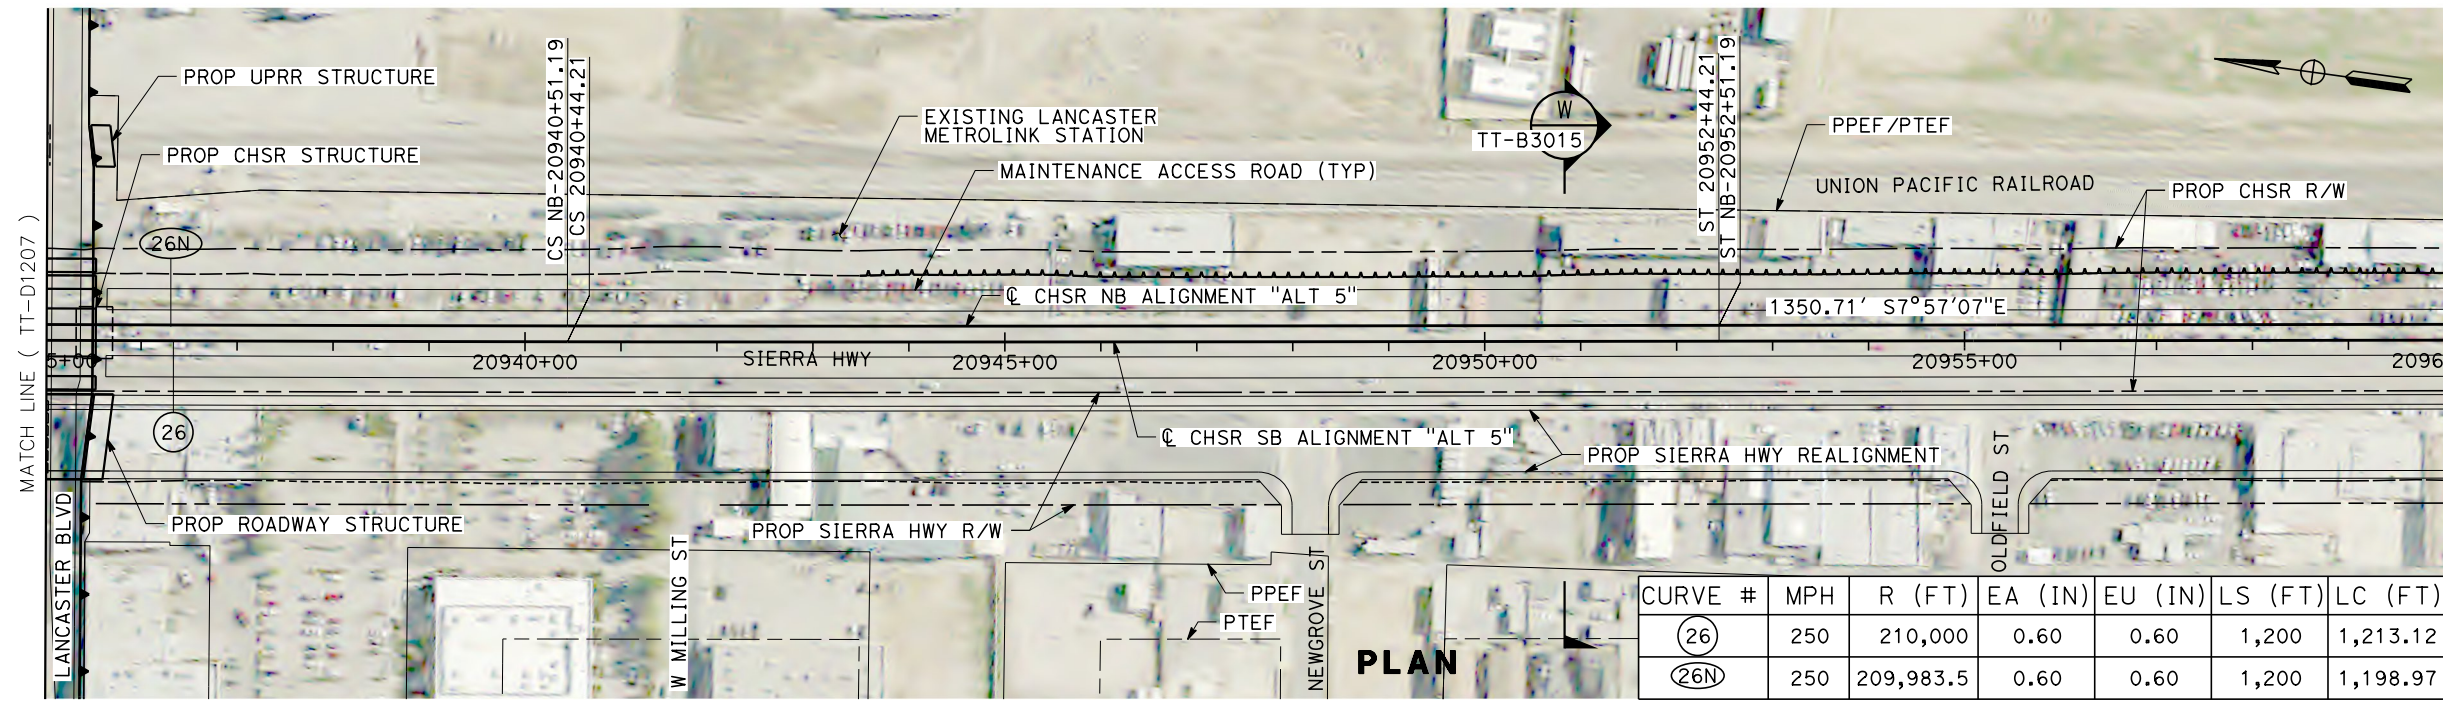 PROP UPRR STRUCTURE
PROP CHSR STRUCTURE
CS NB-20940+51.19
CS 20940+44.21
EXISTING LANCASTER
METROLINK STATION
MAINTENANCE ACCESS ROAD (TYP)
W
TT-B3015
ST 20952+44.21
ST NB-20952+51.19
PPEF/PTEF
UNION PACIFIC RAILROAD
PROP CHSR R/W
MATCH LINE ( TT-D1207 )
26N
℄ CHSR NB ALIGNMENT "ALT 5"
1350.71' S7°57'07"E
5+00
20940+00
SIERRA HWY
20945+00
20950+00
20955+00
2096
26
℄ CHSR SB ALIGNMENT "ALT 5"
PROP SIERRA HWY REALIGNMENT
PROP ROADWAY STRUCTURE
PROP SIERRA HWY R/W
LANCASTER BLVD
W MILLING ST
NEWGROVE ST
OLDFIELD ST
PPEF
PTEF
PLAN
CURVE # MPH R (FT) EA (IN) EU (IN) LS (FT) LC (FT)
26 250 210,000 0.60 0.60 1,200 1,213.12
26N 250 209,983.5 0.60 0.60 1,200 1,198.97